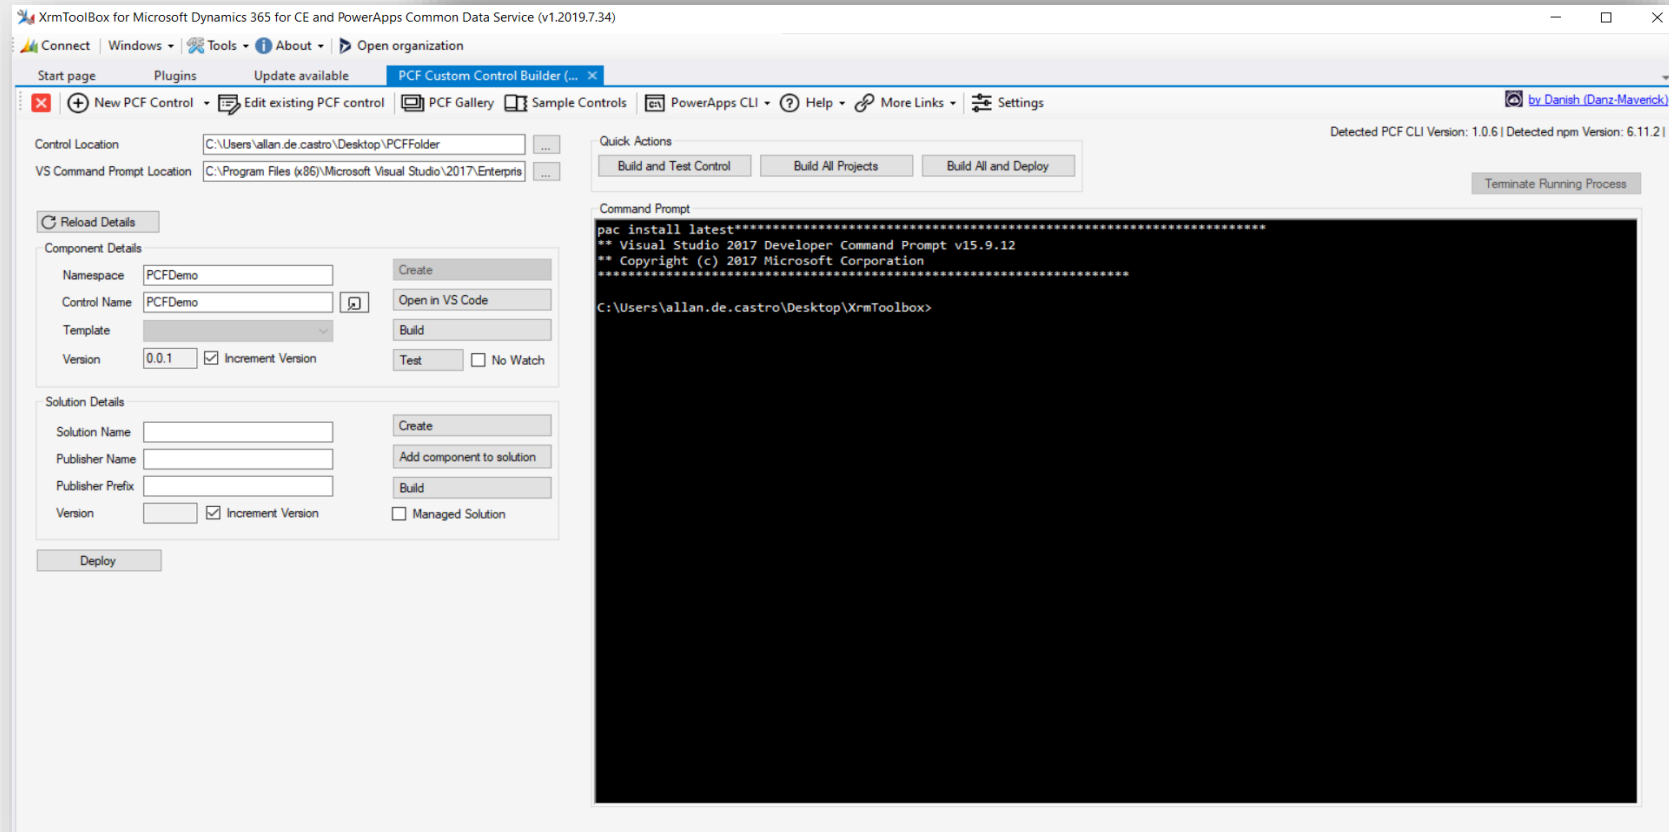 XrmToolBox for Microsoft Dynamics 365 for CE and PowerApps Common Data Service (v1.2019.7.34)
Connect Windows Tools About Open organization
Start page Plugins Update available PCF Custom Control Builder (...
New PCF Control Edit existing PCF control PCF Gallery Sample Controls PowerApps CLI Help More Links Settings by Danish (Danz-Maverick)
Detected PCF CLI Version: 1.0.6 | Detected npm Version: 6.11.2 |
Control Location C:\Users\allan.de.castro\Desktop\PCFFolder ...
VS Command Prompt Location C:\Program Files (x86)\Microsoft Visual Studio\2017\Enterpris ...
Quick Actions
Build and Test Control Build All Projects Build All and Deploy
Terminate Running Process
Reload Details
Component Details
Namespace PCFDemo Create
Control Name PCFDemo Open in VS Code
Template Build
Version 0.0.1 Increment Version Test No Watch
Solution Details
Solution Name Create
Publisher Name Add component to solution
Publisher Prefix Build
Version Increment Version Managed Solution
Deploy
Command Prompt
pac install latest**********************************************************************
** Visual Studio 2017 Developer Command Prompt v15.9.12
** Copyright (c) 2017 Microsoft Corporation
**********************************************************************
C:\Users\allan.de.castro\Desktop\XrmToolbox>